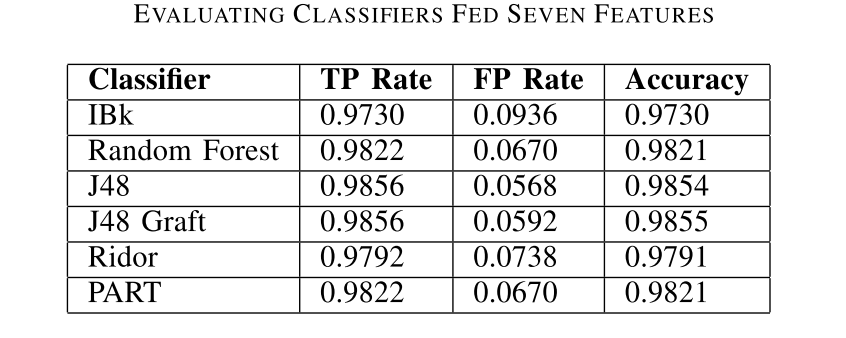 EVALUATING CLASSIFIERS FED SEVEN FEATURES
Classifier TP Rate FP Rate Accuracy
IBk 0.9730 0.0936 0.9730
Random Forest 0.9822 0.0670 0.9821
J48 0.9856 0.0568 0.9854
J48 Graft 0.9856 0.0592 0.9855
Ridor 0.9792 0.0738 0.9791
PART 0.9822 0.0670 0.9821